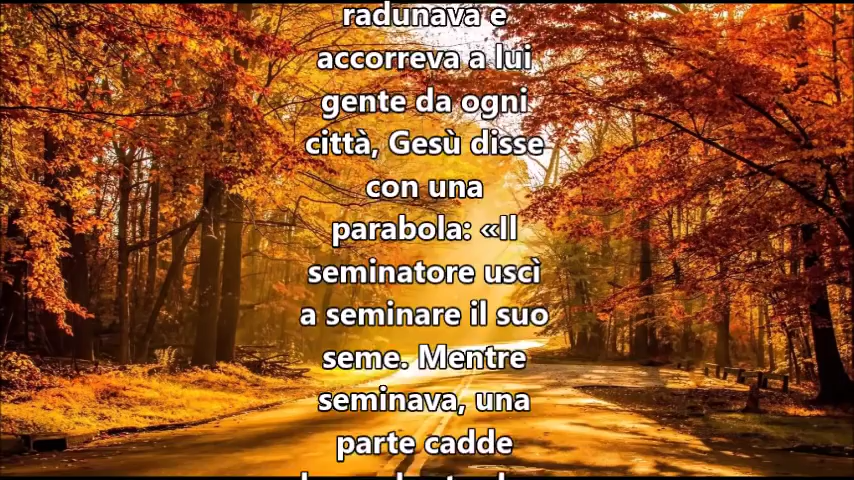 radunava e
accorreva a lui
gente da ogni
città, Gesù disse
con una
parabola: «Il
seminatore uscì
a seminare il suo
seme. Mentre
seminava, una
parte cadde